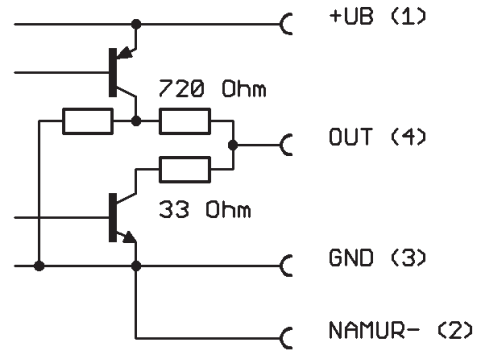 +UB (1)
720 Ohm
OUT (4)
33 Ohm
GND (3)
NAMUR- (2)